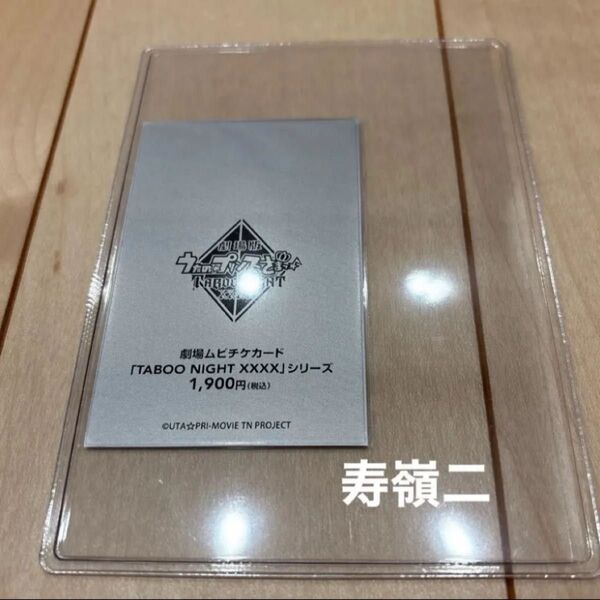 劇場版
うたの☆プリンスさまっ♪
TABOO NIGHT
XXXX
劇場ムビチケカード
「TABOO NIGHT XXXX」シリーズ
1,900円(税込)
©UTA☆PRI-MOVIE TN PROJECT
寿嶺二